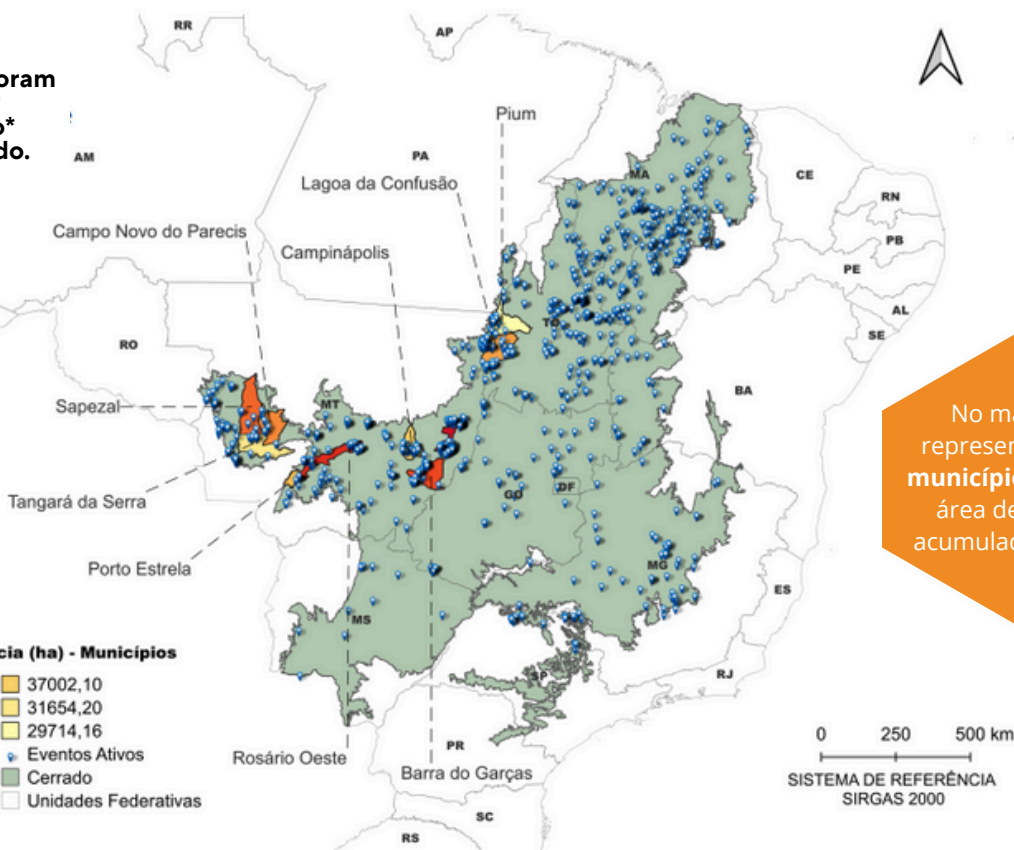 oram
o*
do.
RR
AP
AM
PA
Pium
Lagoa da Confusão
Campo Novo do Parecis
Campinápolis
MA
CE
RN
PB
PE
AL
SE
PI
TO
RO
BA
MT
Sapezal
Tangará da Serra
Porto Estrela
GO
DF
MG
ES
MS
SP
RJ
PR
Rosário Oeste
Barra do Garças
SC
RS
No ma
represen
município
área de
acumulad
cia (ha) - Municípios
37002,10
31654,20
29714,16
Eventos Ativos
Cerrado
Unidades Federativas
0 250 500 km
SISTEMA DE REFERÊNCIA
SIRGAS 2000